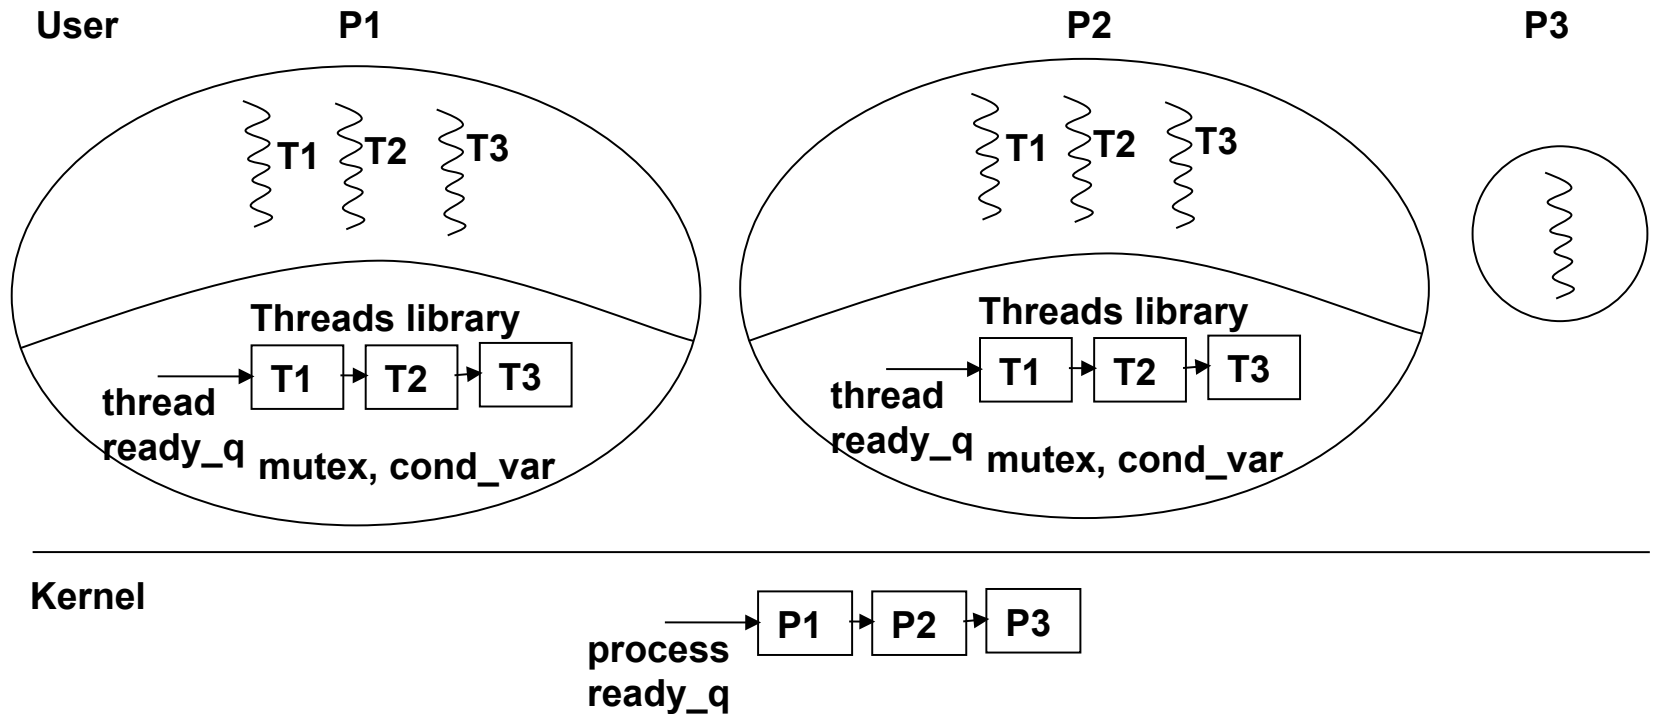 User
P1
P2
P3
T1
T2
T3
T1
T2
T3
Threads library
T1
T2
T3
thread
ready_q
mutex, cond_var
Threads library
T1
T2
T3
thread
ready_q
mutex, cond_var
Kernel
P1
P2
P3
process
ready_q